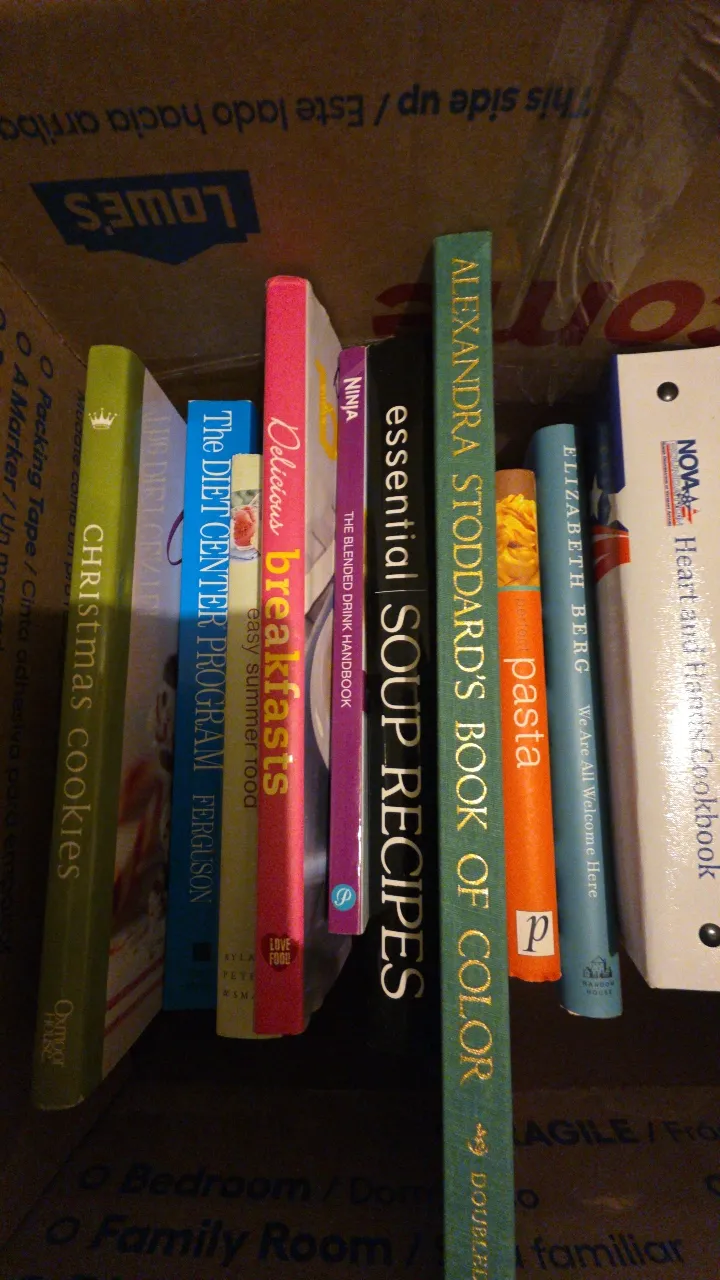 This side up / Este lado hacia arriba
LOWE'S
O Packing Tape / Cinta adhesiva
O A Marker / Un
CHRISTMAS COOKIES
Oxmoor House
The DIET CENTER PROGRAM FERGUSON
easy summer food
Delicious breakfasts
LOVE FOOD
NINJA
THE BLENDED DRINK HANDBOOK
essential | SOUP RECIPES
ALEXANDRA STODDARD'S BOOK OF COLOR
pasta
p
ELIZABETH BERG We Are All Welcome Here
RANDOM HOUSE
NOVA
Heart and Hands Cookbook
O Bedroom /
O Family Room / familiar